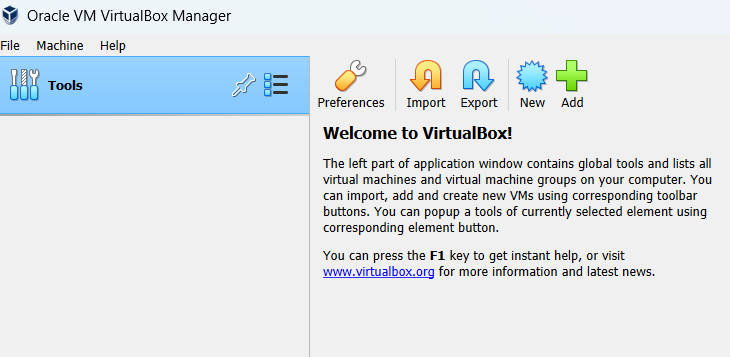 Oracle VM VirtualBox Manager
File Machine Help
Tools
Preferences Import Export New Add
Welcome to VirtualBox!
The left part of application window contains global tools and lists all
virtual machines and virtual machine groups on your computer. You
can import, add and create new VMs using corresponding toolbar
buttons. You can popup a tools of currently selected element using
corresponding element button.
You can press the F1 key to get instant help, or visit
www.virtualbox.org for more information and latest news.